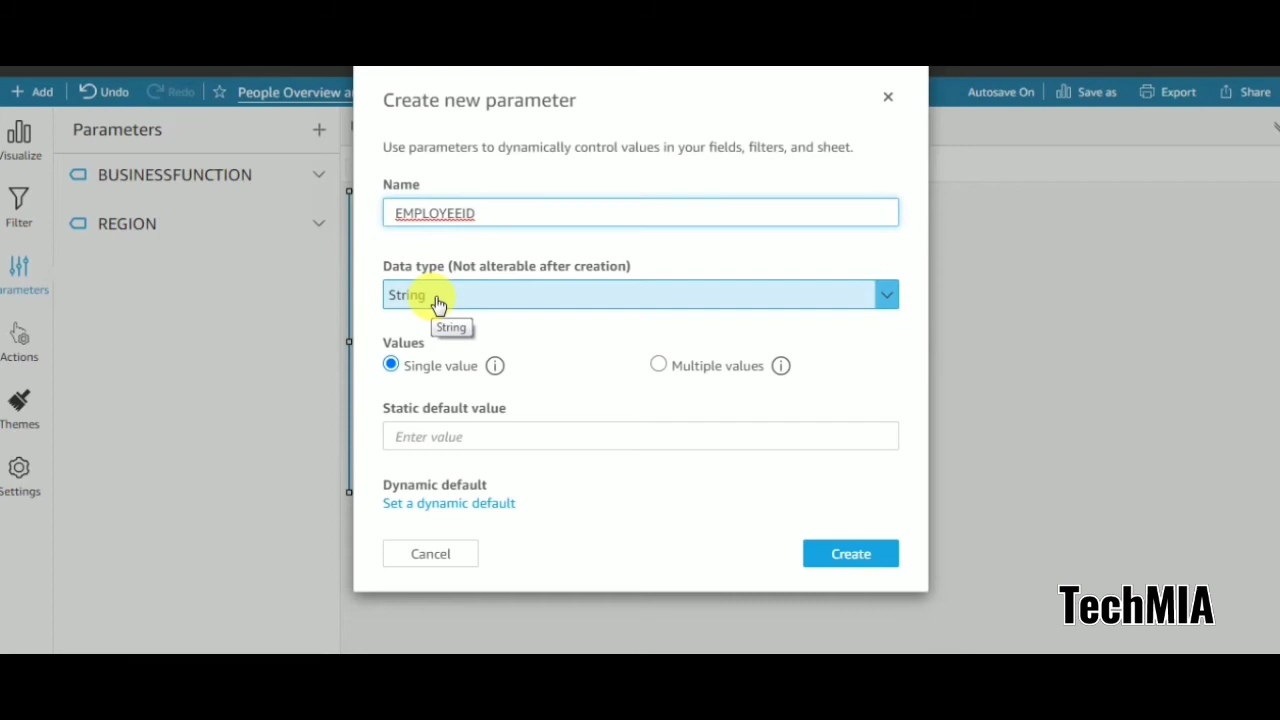 Add
Undo
Redo
People Overview a
Autosave On
Save as
Export
Share
Visualize
Filter
arameters
Actions
Themes
Settings
Parameters
BUSINESSFUNCTION
REGION
Create new parameter
Use parameters to dynamically control values in your fields, filters, and sheet.
Name
EMPLOYEEID
Data type (Not alterable after creation)
String
String
Values
Single value
Multiple values
Static default value
Enter value
Dynamic default
Set a dynamic default
Cancel
Create
TechMIA